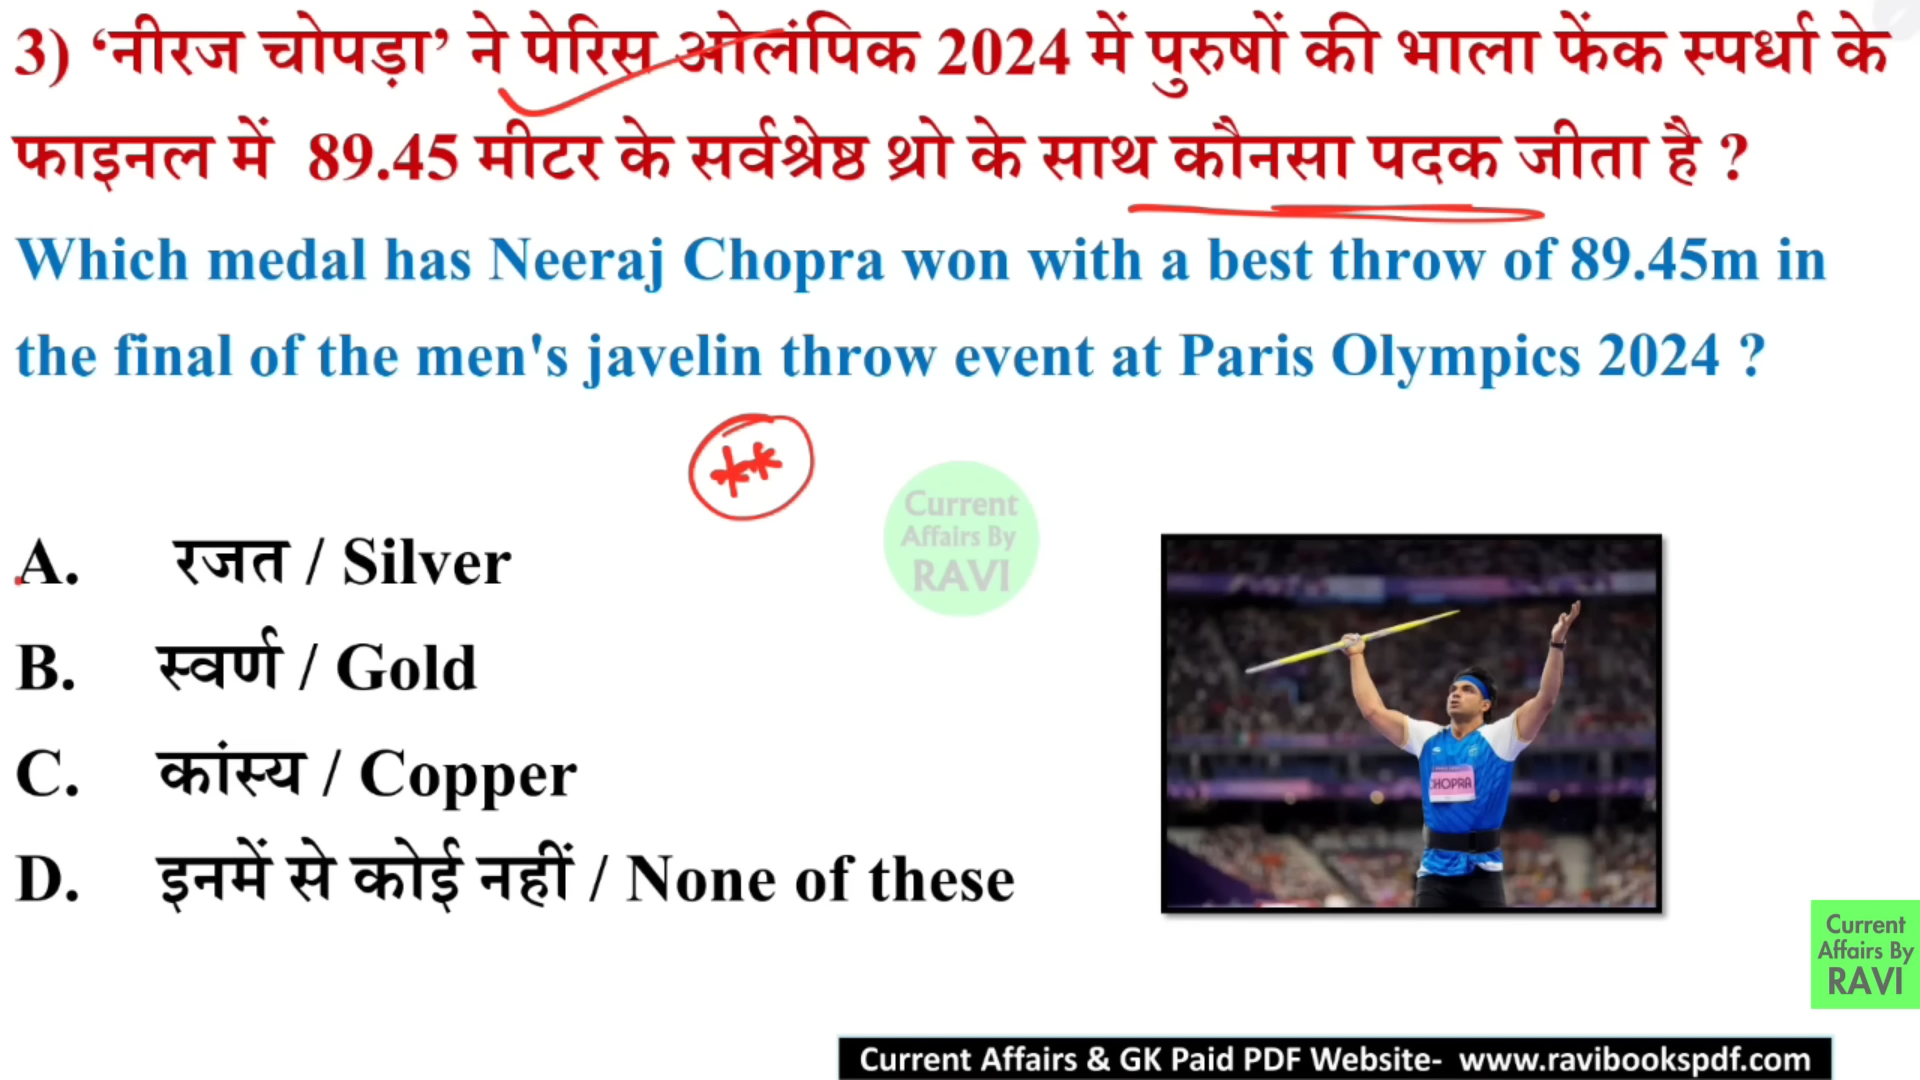 3) ‘नीरज चोपड़ा’ ने पेरिस ओलंपिक 2024 में पुरुषों की भाला फेंक स्पर्धा के
फाइनल में 89.45 मीटर के सर्वश्रेष्ठ थ्रो के साथ कौनसा पदक जीता है ?
Which medal has Neeraj Chopra won with a best throw of 89.45m in
the final of the men's javelin throw event at Paris Olympics 2024 ?
**
Current
Affairs By
RAVI
A. रजत / Silver
B. स्वर्ण / Gold
C. कांस्य / Copper
D. इनमें से कोई नहीं / None of these
CHOPRA
Current
Affairs By
RAVI
Current Affairs & GK Paid PDF Website- www.ravibookspdf.com